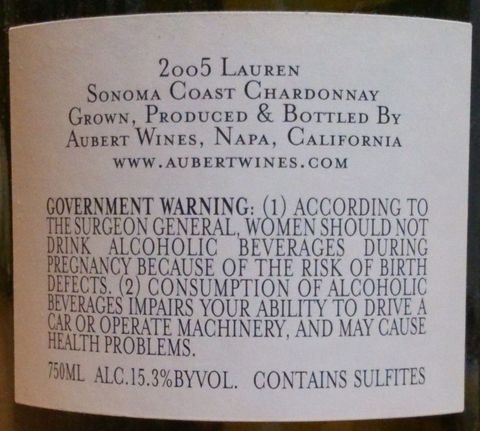 2005 Lauren
Sonoma Coast Chardonnay
Grown, Produced & Bottled By
Aubert Wines, Napa, California
www.aubertwines.com
GOVERNMENT WARNING: (1) ACCORDING TO
THE SURGEON GENERAL, WOMEN SHOULD NOT
DRINK ALCOHOLIC BEVERAGES DURING
PREGNANCY BECAUSE OF THE RISK OF BIRTH
DEFECTS. (2) CONSUMPTION OF ALCOHOLIC
BEVERAGES IMPAIRS YOUR ABILITY TO DRIVE A
CAR OR OPERATE MACHINERY, AND MAY CAUSE
HEALTH PROBLEMS.
750ML ALC.15.3%BYVOL. CONTAINS SULFITES